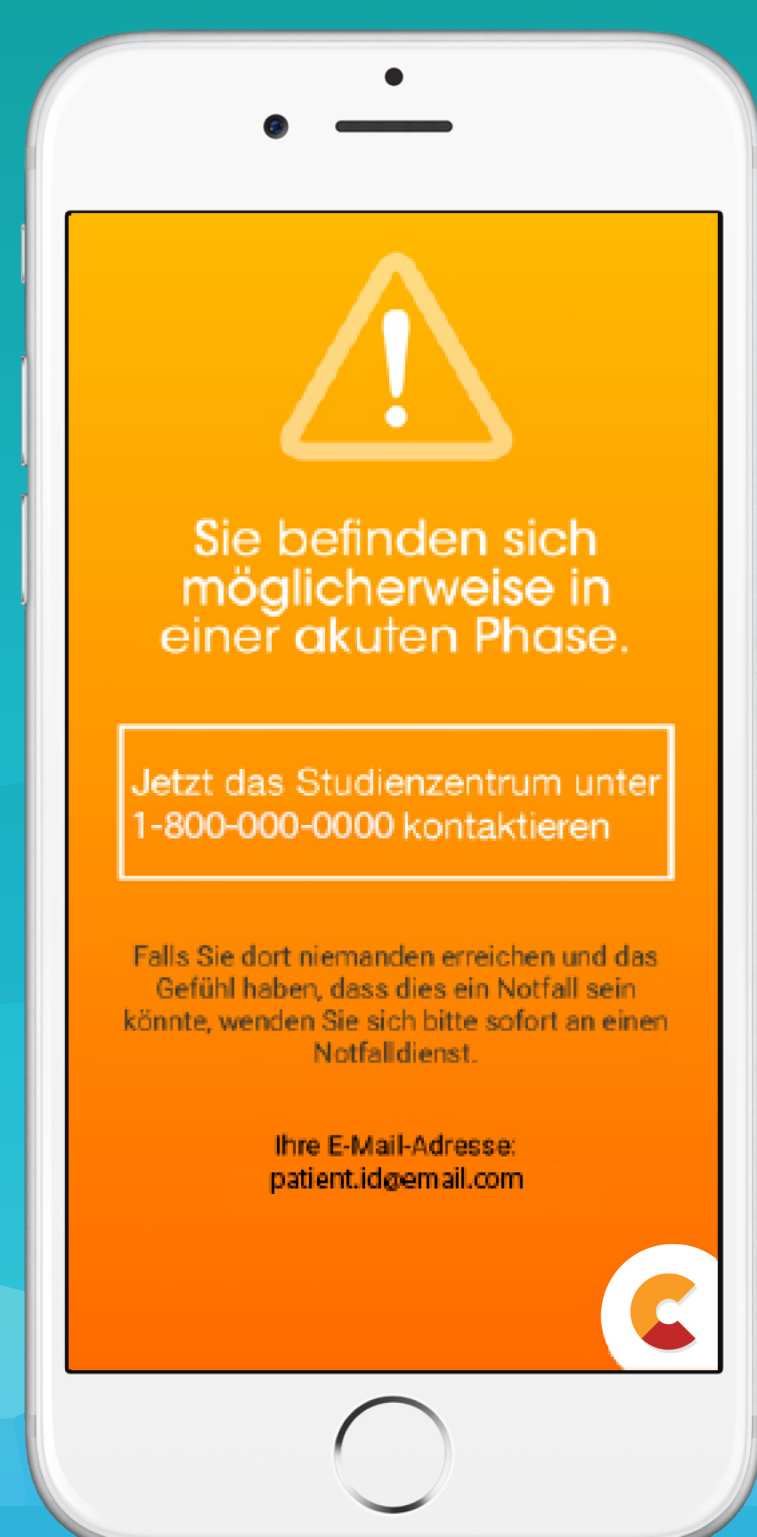 Sie befinden sich
möglicherweise in
einer akuten Phase.
Jetzt das Studienzentrum unter
1-800-000-0000 kontaktieren
Falls Sie dort niemanden erreichen und das
Gefühl haben, dass dies ein Notfall sein
könnte, wenden Sie sich bitte sofort an einen
Notfalldienst.
Ihre E-Mail-Adresse:
patient.id@email.com